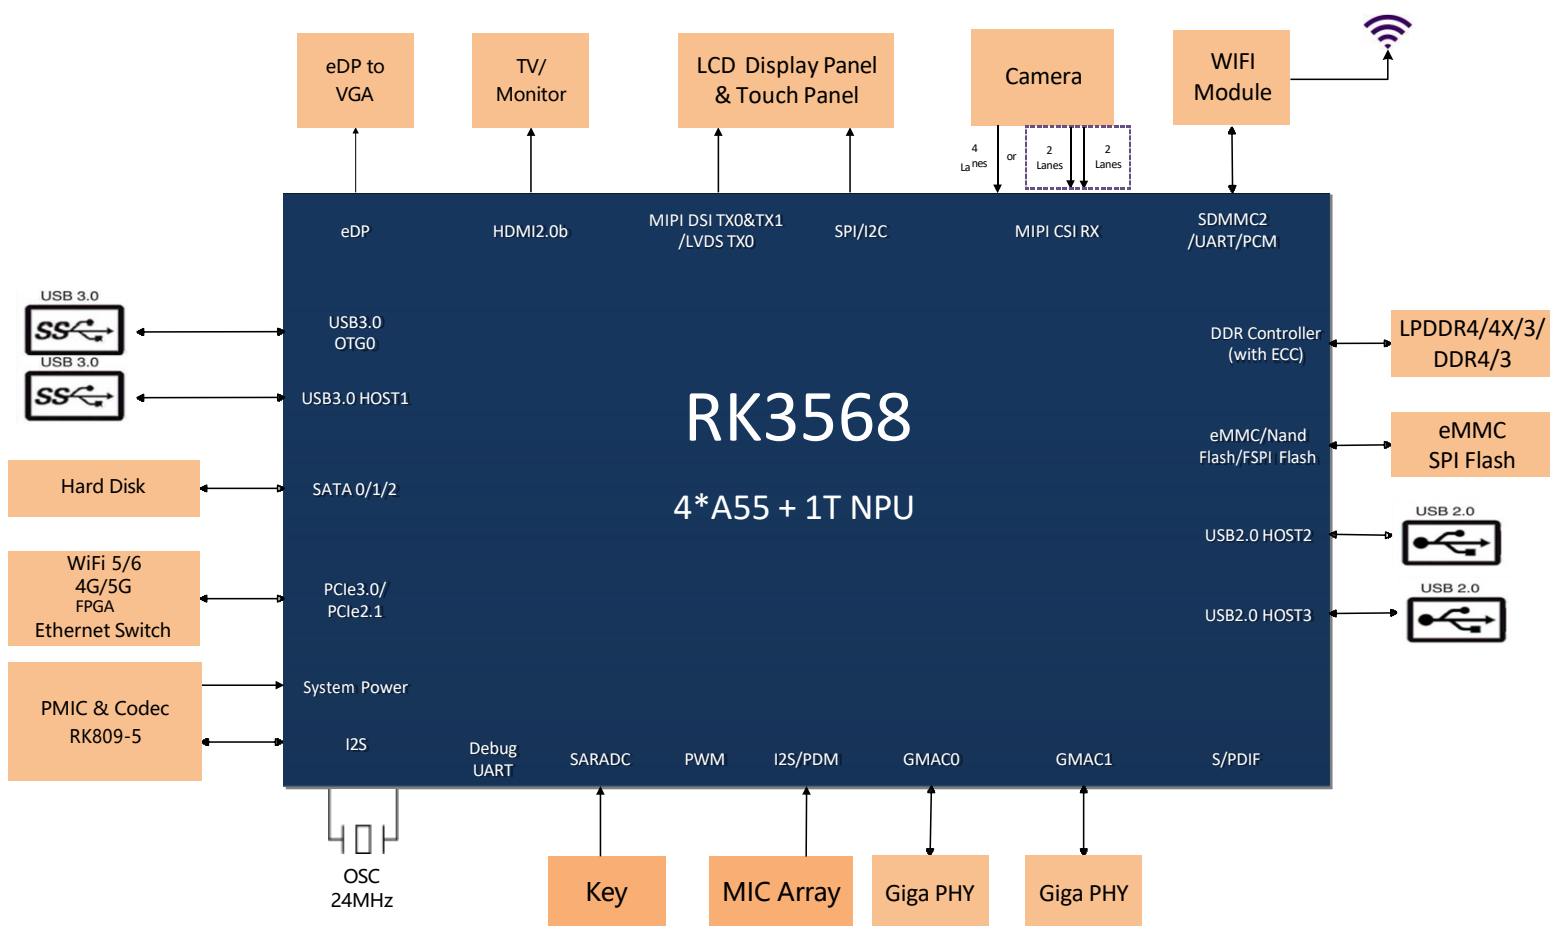 eDP to
VGA
TV/
Monitor
LCD Display Panel
& Touch Panel
Camera
WIFI
Module
4
Lanes
or
2
Lanes
2
Lanes
eDP
HDMI2.0b
MIPI DSI TX0&TX1
/LVDS TX0
SPI/I2C
MIPI CSI RX
SDMMC2
/UART/PCM
USB 3.0
SS
USB3.0
OTG0
USB 3.0
SS
USB3.0 HOST1
DDR Controller
(with ECC)
LPDDR4/4X/3/
DDR4/3
RK3568
4*A55 + 1T NPU
eMMC/Nand
Flash/FSPI Flash
eMMC
SPI Flash
Hard Disk
SATA 0/1/2
USB2.0 HOST2
USB 2.0
WiFi 5/6
4G/5G
FPGA
Ethernet Switch
PCIe3.0/
PCIe2.1
USB2.0 HOST3
USB 2.0
PMIC & Codec
RK809-5
System Power
I2S
Debug
UART
SARADC
PWM
I2S/PDM
GMAC0
GMAC1
S/PDIF
OSC
24MHz
Key
MIC Array
Giga PHY
Giga PHY